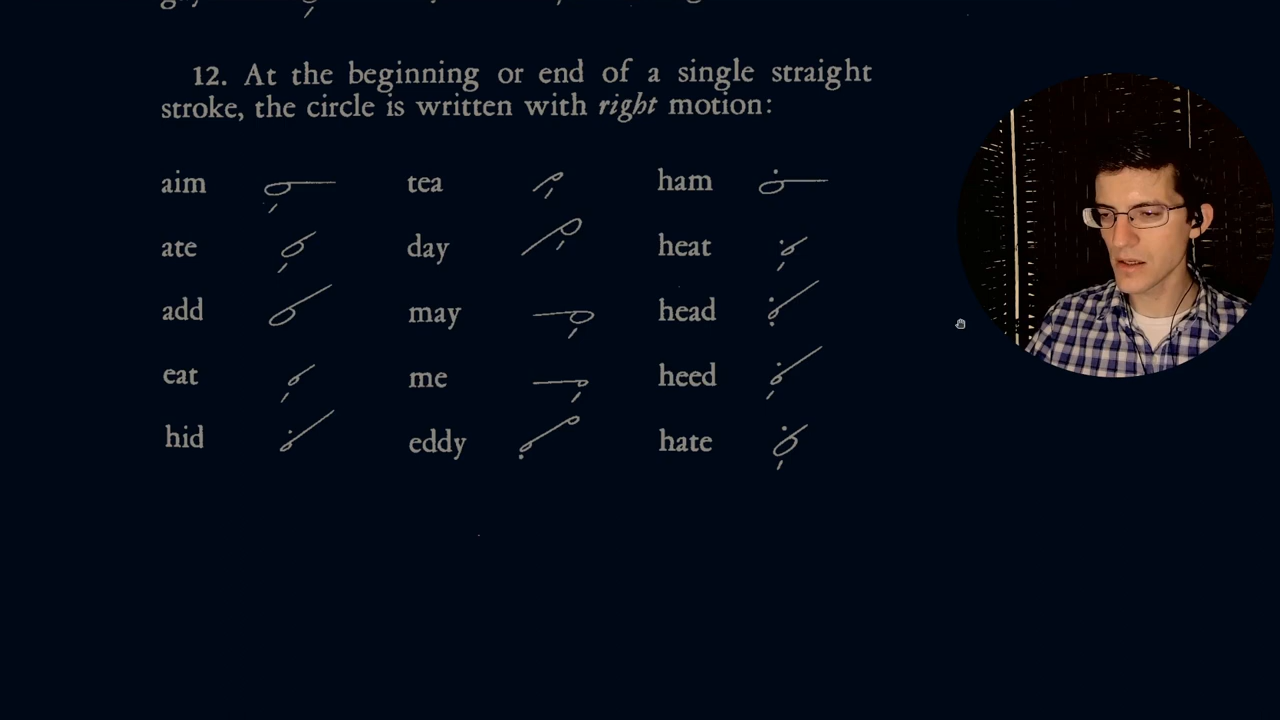 12. At the beginning or end of a single straight
stroke, the circle is written with right motion:
aim tea ham
ate day heat
add may head
eat me heed
hid eddy hate